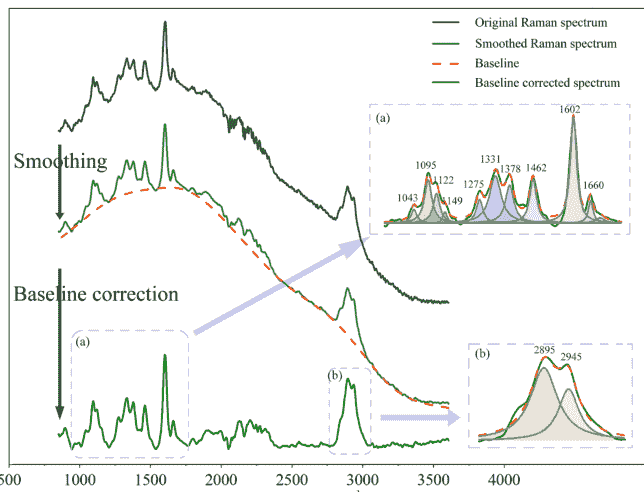 Original Raman spectrum
Smoothed Raman spectrum
Baseline
Baseline corrected spectrum
(a)
1602
1095
1331
1122
1378
1462
1275
1043
1149
1660
Smoothing
Baseline correction
(a)
(b)
(b)
2895
2945
500
1000
1500
2000
2500
3000
3500
4000